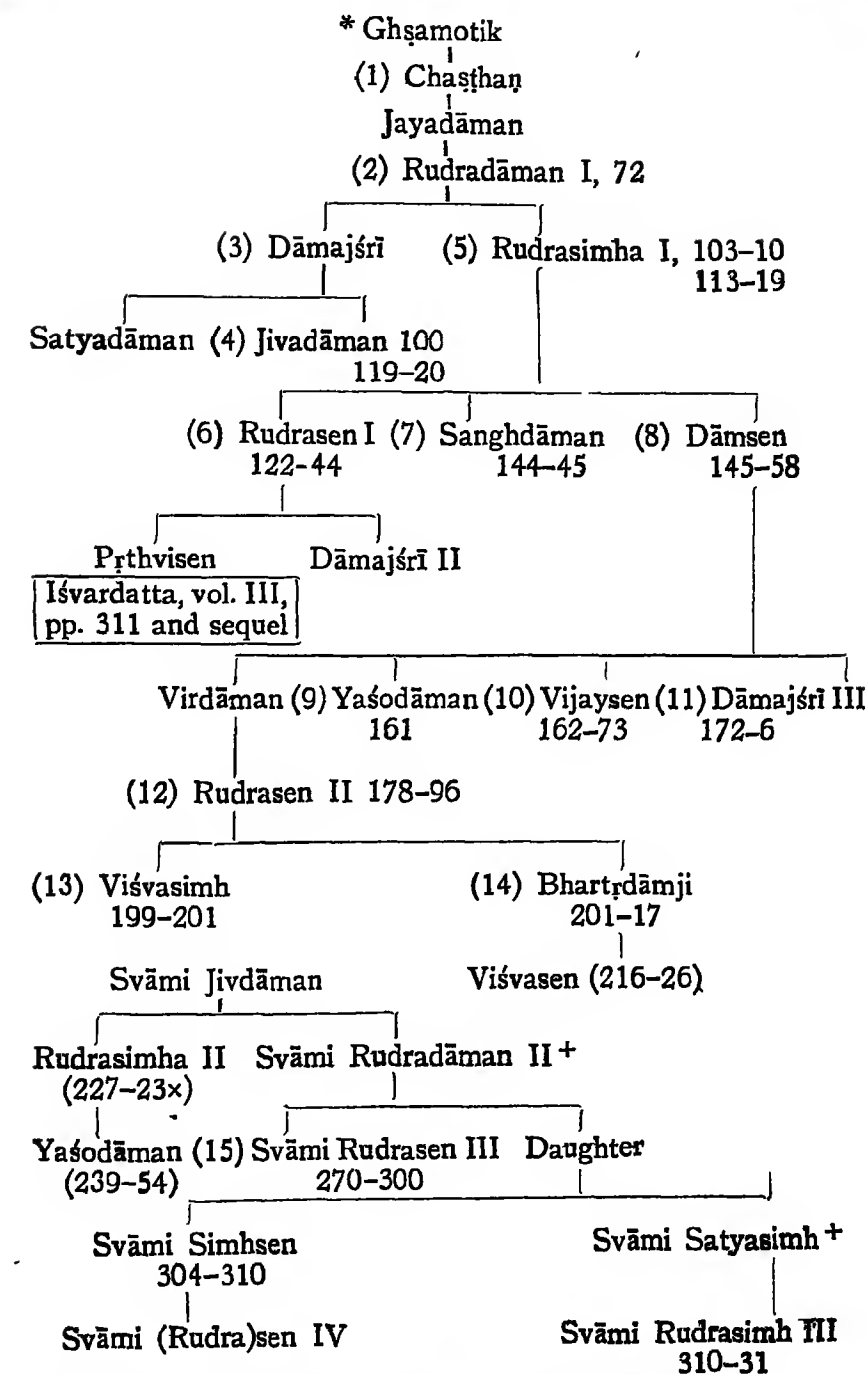 * Ghṣamotik
(1) Chaṣṭhaṇ
Jayadāman
(2) Rudradāman I, 72
(3) Dāmajśrī (5) Rudrasimha I, 103–10
113–19
Satyadāman (4) Jivadāman 100
119–20
(6) Rudrasen I (7) Sanghdāman (8) Dāmsen
122-44 144–45 145–58
Pṛthvisen Dāmajśrī II
Iśvardatta, vol. III,
pp. 311 and sequel
Virdāman (9) Yaśodāman (10) Vijaysen (11) Dāmajśrī III
161 162–73 172–6
(12) Rudrasen II 178–96
(13) Viśvasimh (14) Bhartṛdāmji
199–201 201–17
Svāmi Jivdāman Viśvasen (216–26)
Rudrasimha II Svāmi Rudradāman II +
(227–23×)
Yaśodāman (15) Svāmi Rudrasen III Daughter
(239–54) 270–300
Svāmi Simhsen Svāmi Satyasimh +
304–310
Svāmi (Rudra)sen IV Svāmi Rudrasimh III
310–31